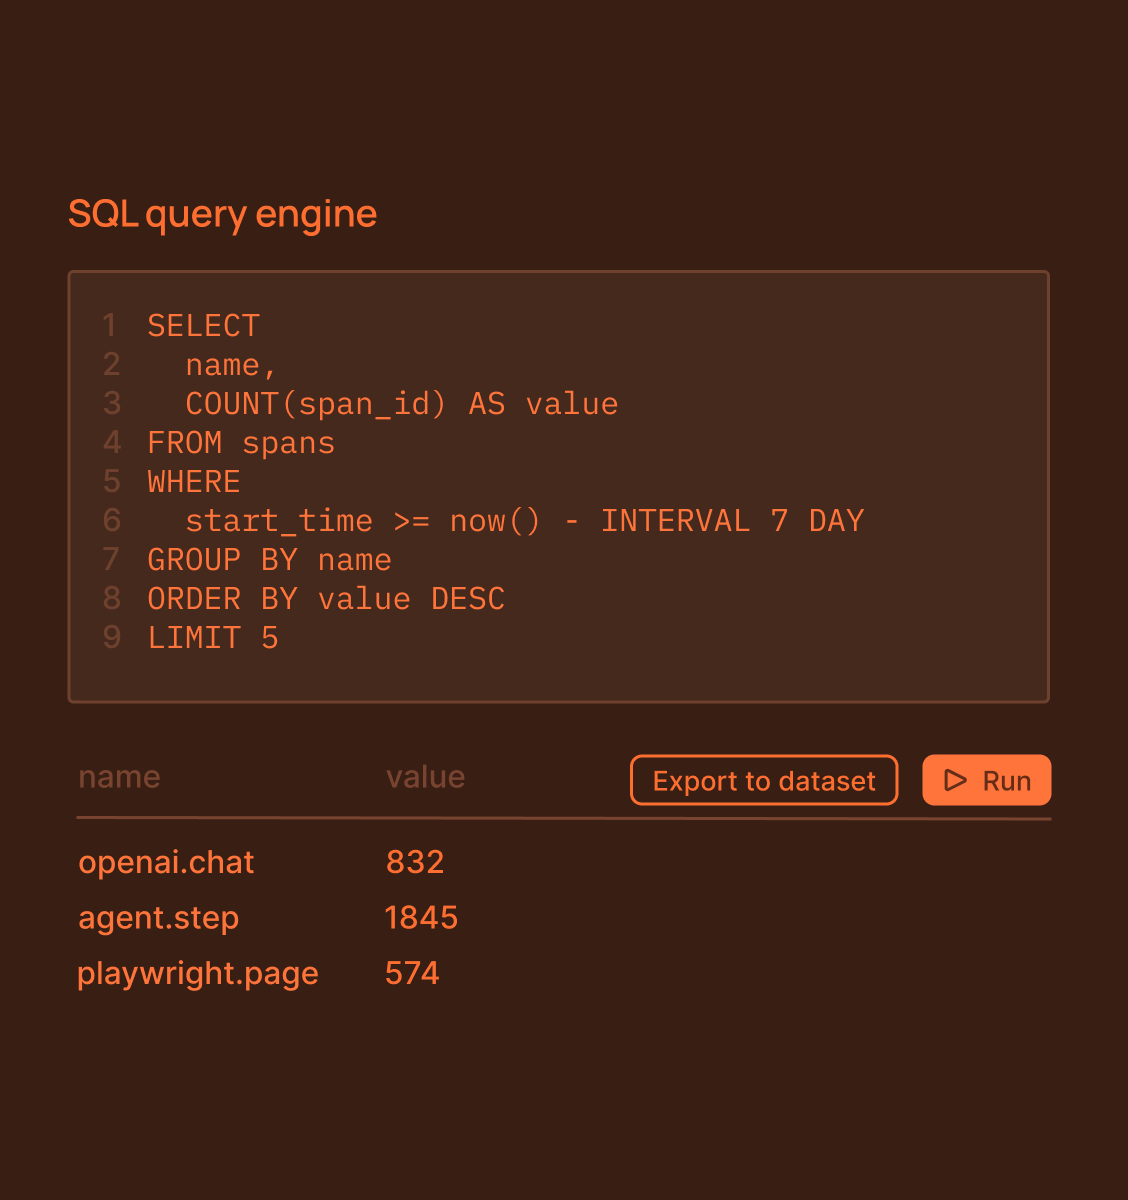 SQL query engine
1 SELECT
2 name,
3 COUNT(span_id) AS value
4 FROM spans
5 WHERE
6 start_time >= now() - INTERVAL 7 DAY
7 GROUP BY name
8 ORDER BY value DESC
9 LIMIT 5
name value Export to dataset Run
openai.chat 832
agent.step 1845
playwright.page 574